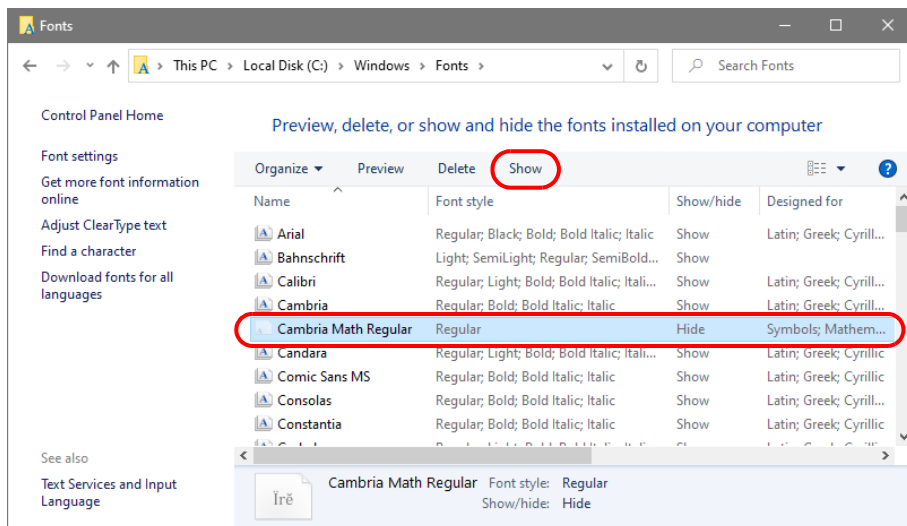 Fonts
This PC > Local Disk (C:) > Windows > Fonts >
Search Fonts
Control Panel Home
Font settings
Get more font information
online
Adjust ClearType text
Find a character
Download fonts for all
languages
See also
Text Services and Input
Language
Preview, delete, or show and hide the fonts installed on your computer
Organize Preview Delete Show
Name Font style Show/hide Designed for
Arial Regular; Black; Bold; Bold Italic; Italic Show Latin; Greek; Cyrill...
Bahnschrift Light; SemiLight; Regular; SemiBold... Show
Calibri Regular; Light; Bold; Bold Italic; Itali... Show Latin; Greek; Cyrill...
Cambria Regular; Bold; Bold Italic; Italic Show Latin; Greek; Cyrill...
Cambria Math Regular Regular Hide Symbols; Mathem...
Candara Regular; Light; Bold; Bold Italic; Itali... Show Latin; Greek; Cyrillic
Comic Sans MS Regular; Bold; Bold Italic; Italic Show Latin; Greek; Cyrillic
Consolas Regular; Bold; Bold Italic; Italic Show Latin; Greek; Cyrill...
Constantia Regular; Bold; Bold Italic; Italic Show Latin; Greek; Cyrillic
Ïrĕ
Cambria Math Regular Font style: Regular
Show/hide: Hide